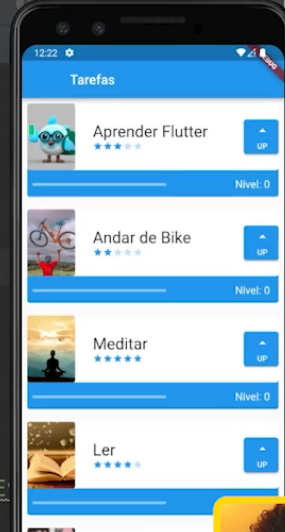 12:22
Tarefas
Aprender Flutter
UP
Nivel: 0
Andar de Bike
UP
Nivel: 0
Meditar
UP
Nivel: 0
Ler
UP